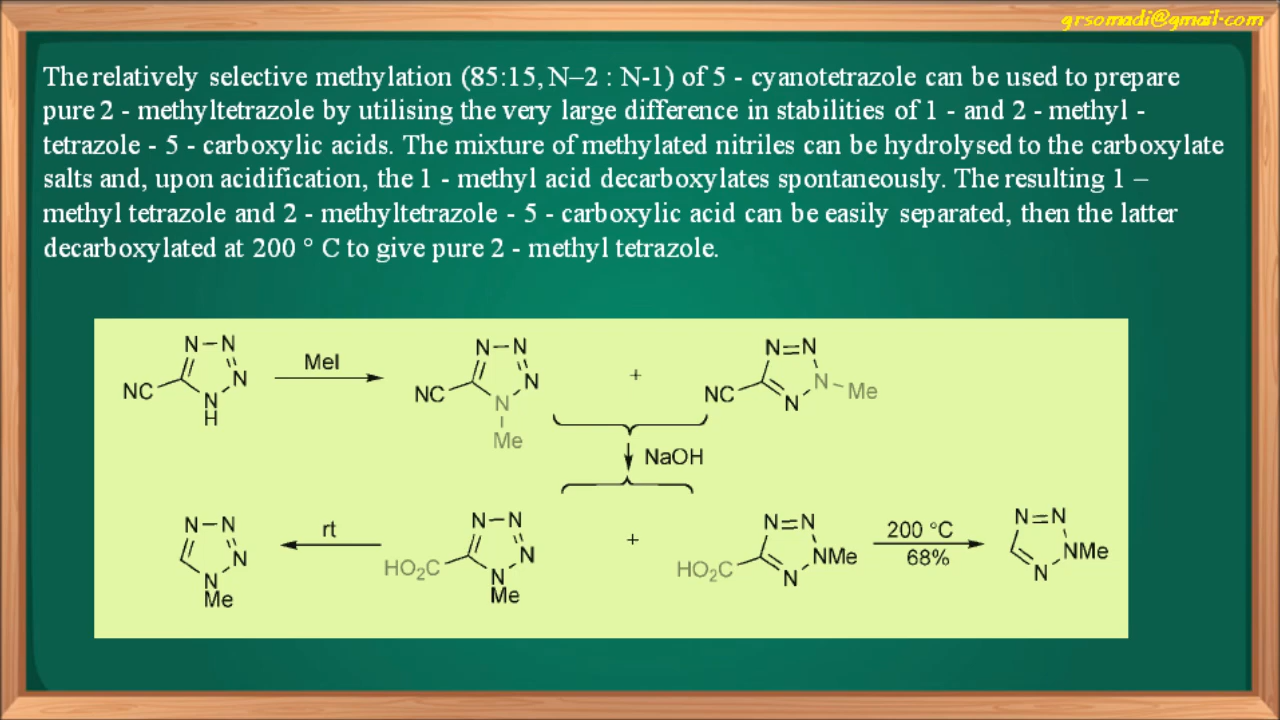 grsomadi@gmail.com
The relatively selective methylation (85:15, N–2 : N-1) of 5 - cyanotetrazole can be used to prepare
pure 2 - methyltetrazole by utilising the very large difference in stabilities of 1 - and 2 - methyl -
tetrazole - 5 - carboxylic acids. The mixture of methylated nitriles can be hydrolysed to the carboxylate
salts and, upon acidification, the 1 - methyl acid decarboxylates spontaneously. The resulting 1 –
methyl tetrazole and 2 - methyltetrazole - 5 - carboxylic acid can be easily separated, then the latter
decarboxylated at 200 ° C to give pure 2 - methyl tetrazole.
N–N N–N N=N
MeI
N N N Me
NC NC NC
N N N
H
Me
+
NaOH
N–N N–N N=N N=N
rt 200 °C
N N NMe NMe
HO₂C HO₂C 68%
N N N N
Me Me
+